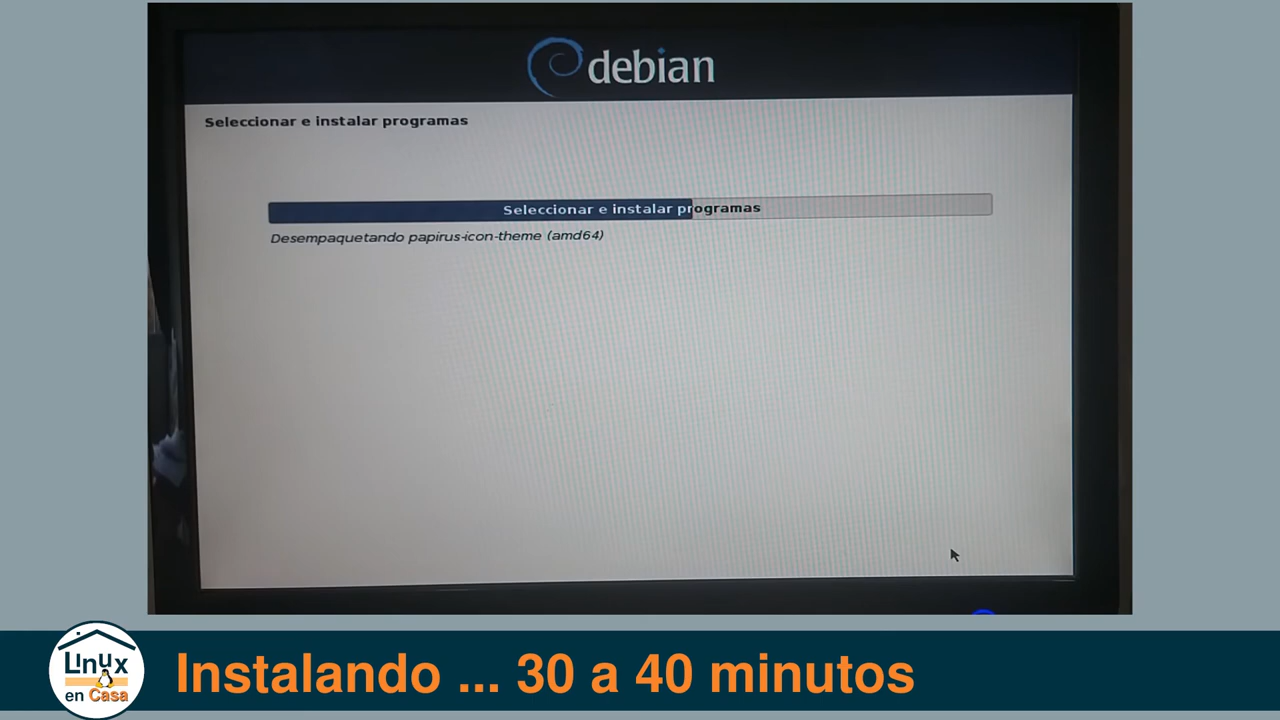 debian
Seleccionar e instalar programas
Seleccionar e instalar programas
Desempaquetando papirus-icon-theme (amd64)
Linux
en Casa
Instalando ... 30 a 40 minutos